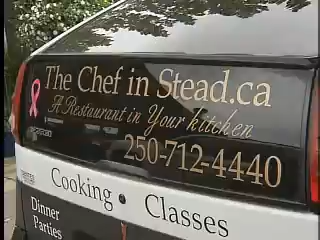 The Chef in Stead.ca
A Restaurant in Your kitchen
250-712-4440
Cooking • Classes
Dinner
Parties